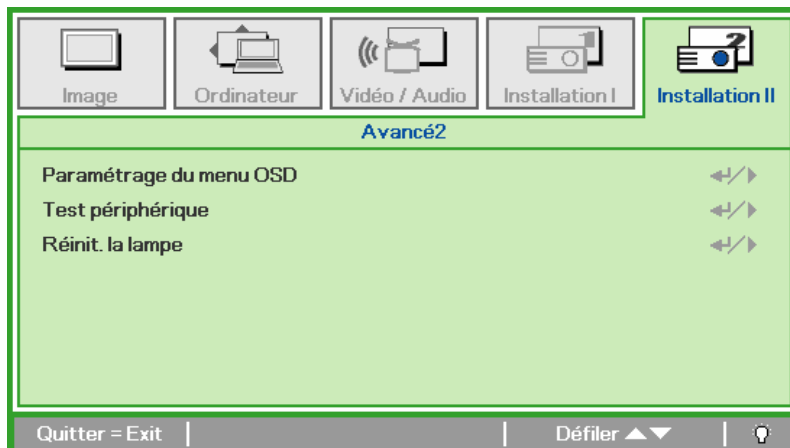 Image
Ordinateur
Vidéo / Audio
Installation I
Installation II
Avancé2
Paramétrage du menu OSD
Test périphérique
Réinit. la lampe
Quitter = Exit
Défiler